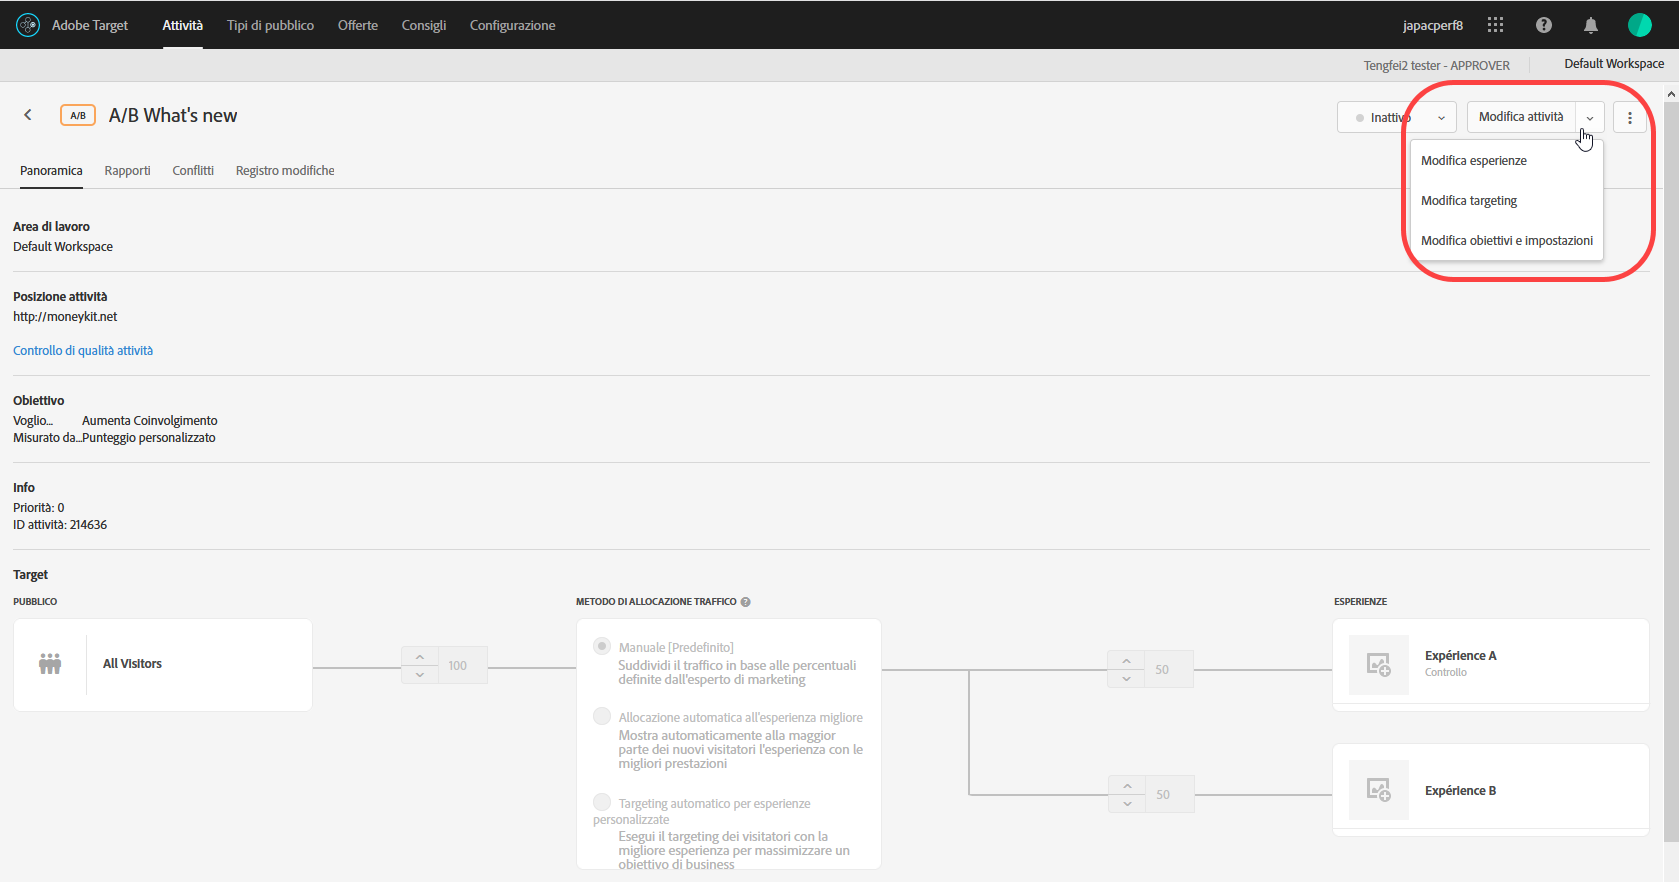 Adobe Target
Attività
Tipi di pubblico
Offerte
Consigli
Configurazione
japacperf8
Tengfei2 tester - APPROVER
Default Workspace
A/B
A/B What's new
Inattivo
Modifica attività
Modifica esperienze
Modifica targeting
Modifica obiettivi e impostazioni
Panoramica
Rapporti
Conflitti
Registro modifiche
Area di lavoro
Default Workspace
Posizione attività
http://moneykit.net
Controllo di qualità attività
Obiettivo
Voglio... Aumenta Coinvolgimento
Misurato da...Punteggio personalizzato
Info
Priorità: 0
ID attività: 214636
Target
PUBBLICO
METODO DI ALLOCAZIONE TRAFFICO
ESPERIENZE
All Visitors
100
Manuale [Predefinito]
Suddividi il traffico in base alle percentuali
definite dall'esperto di marketing
Allocazione automatica all'esperienza migliore
Mostra automaticamente alla maggior
parte dei nuovi visitatori l'esperienza con le
migliori prestazioni
Targeting automatico per esperienze
personalizzate
Esegui il targeting dei visitatori con la
migliore esperienza per massimizzare un
obiettivo di business
50
Expérience A
Controllo
50
Expérience B